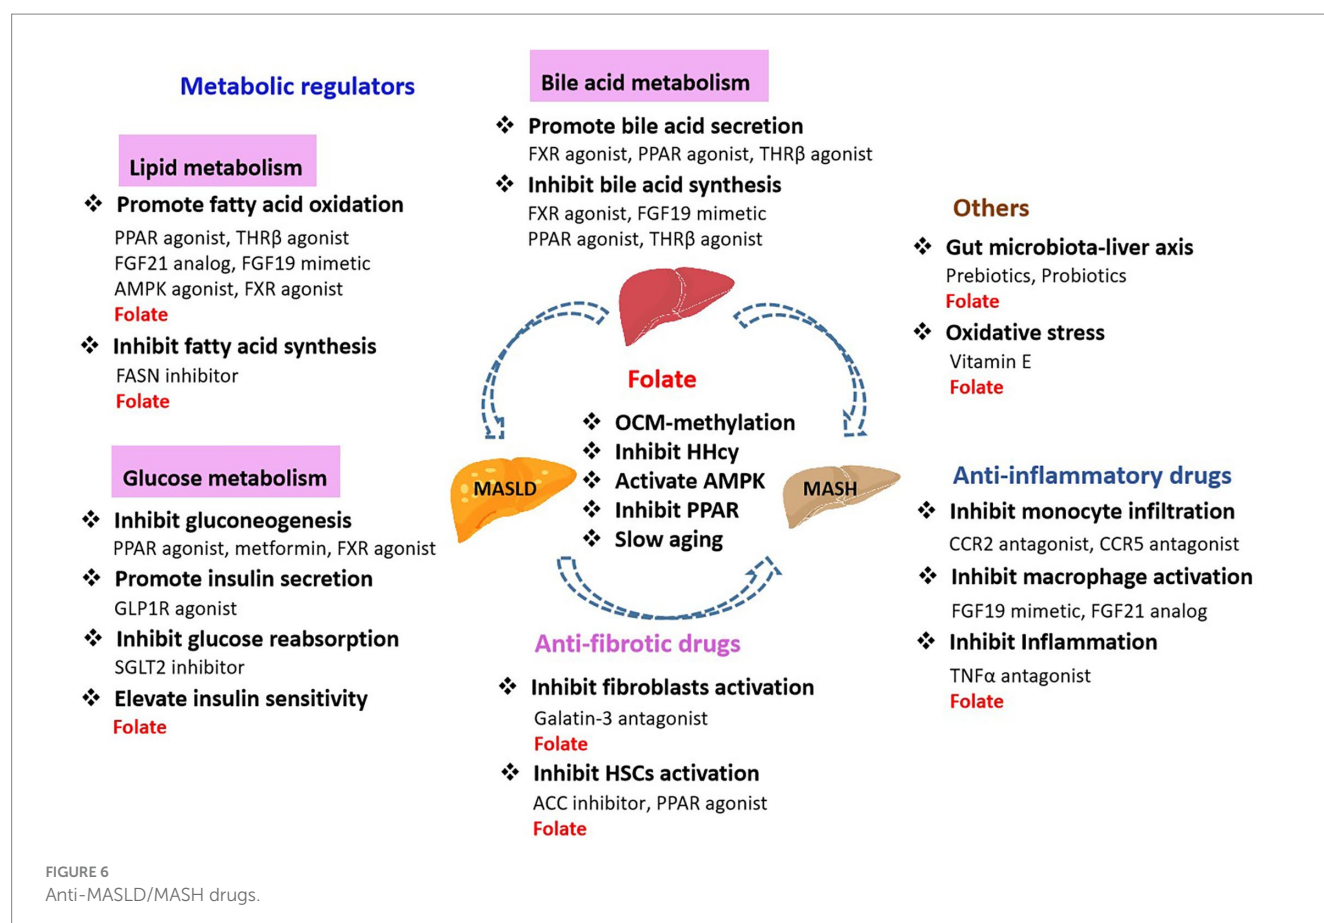 Metabolic regulators
Lipid metabolism
❖ Promote fatty acid oxidation
PPAR agonist, THRβ agonist
FGF21 analog, FGF19 mimetic
AMPK agonist, FXR agonist
Folate
❖ Inhibit fatty acid synthesis
FASN inhibitor
Folate
Glucose metabolism
❖ Inhibit gluconeogenesis
PPAR agonist, metformin, FXR agonist
❖ Promote insulin secretion
GLP1R agonist
❖ Inhibit glucose reabsorption
SGLT2 inhibitor
❖ Elevate insulin sensitivity
Folate
Bile acid metabolism
❖ Promote bile acid secretion
FXR agonist, PPAR agonist, THRβ agonist
❖ Inhibit bile acid synthesis
FXR agonist, FGF19 mimetic
PPAR agonist, THRβ agonist
Folate
❖ OCM-methylation
❖ Inhibit HHcy
❖ Activate AMPK
❖ Inhibit PPAR
❖ Slow aging
MASLD
MASH
Anti-fibrotic drugs
❖ Inhibit fibroblasts activation
Galatin-3 antagonist
Folate
❖ Inhibit HSCs activation
ACC inhibitor, PPAR agonist
Folate
Others
❖ Gut microbiota-liver axis
Prebiotics, Probiotics
Folate
❖ Oxidative stress
Vitamin E
Folate
Anti-inflammatory drugs
❖ Inhibit monocyte infiltration
CCR2 antagonist, CCR5 antagonist
❖ Inhibit macrophage activation
FGF19 mimetic, FGF21 analog
❖ Inhibit Inflammation
TNFα antagonist
Folate
FIGURE 6
Anti-MASLD/MASH drugs.